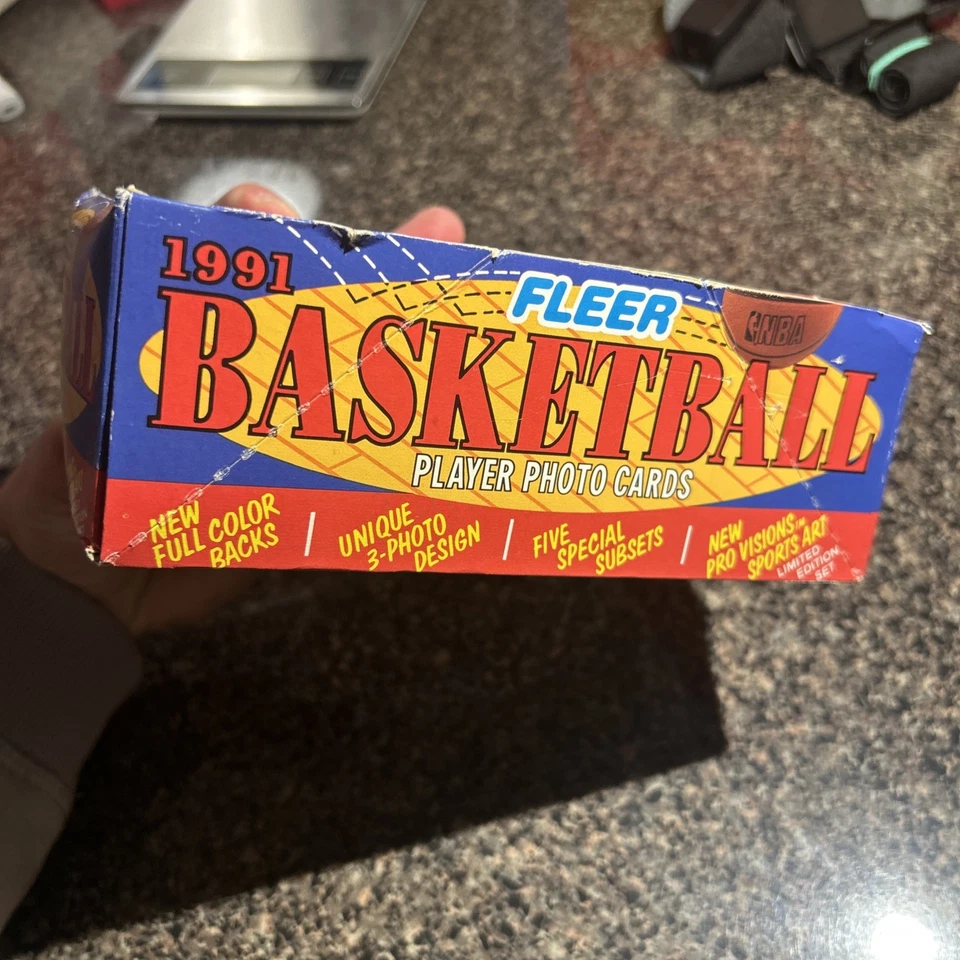 1991
FLEER
NBA
BASKETBALL
PLAYER PHOTO CARDS
NEW
FULL COLOR
BACKS
UNIQUE
3-PHOTO
DESIGN
FIVE
SPECIAL
SUBSETS
NEW
PRO VISIONS™
SPORTS ART
LIMITED
EDITION
SET